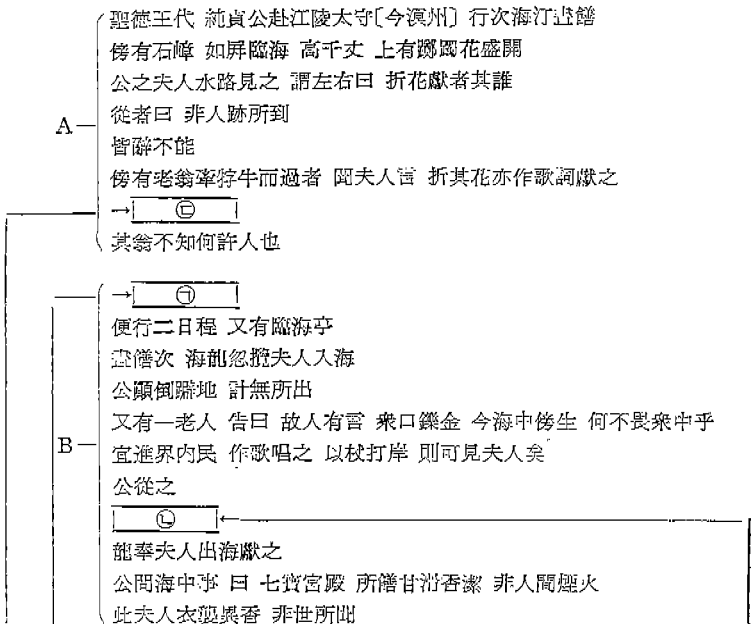 聖德王代 純貞公赴江陵太守〔今溟州〕 行次海汀晝饍
傍有石嶂 如屏臨海 高千丈 上有躑躅花盛開
公之夫人水路見之 謂左右曰 折花獻者其誰
從者曰 非人跡所到
皆辭不能
傍有老翁牽牸牛而過者 聞夫人言 折其花亦作歌詞獻之
A
→ ㉢
其翁不知何許人也
→ ㉠
便行二日程 又有臨海亭
晝饍次 海龍忽攬夫人入海
公顚倒躃地 計無所出
又有一老人 告曰 故人有言 衆口鑠金 今海中傍生 何不畏衆口乎
B
宜進界內民 作歌唱之 以杖打岸 則可見夫人矣
公從之
㉡ ←
龍奉夫人出海獻之
公問海中事 曰 七寶宮殿 所饍甘滑香潔 非人間煙火
此夫人衣襲異香 非世所聞